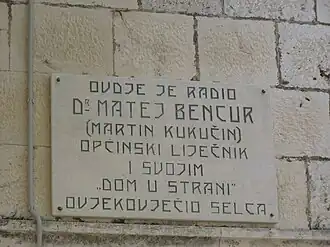 OVDJE JE RADIO
DR MATEJ BENCUR
(MARTIN KUKUČIN)
OPĆINSKI LIJEČNIK
I SVOJIM
„DOM U STRANI"
OVJEKOVJEČIO SELCA